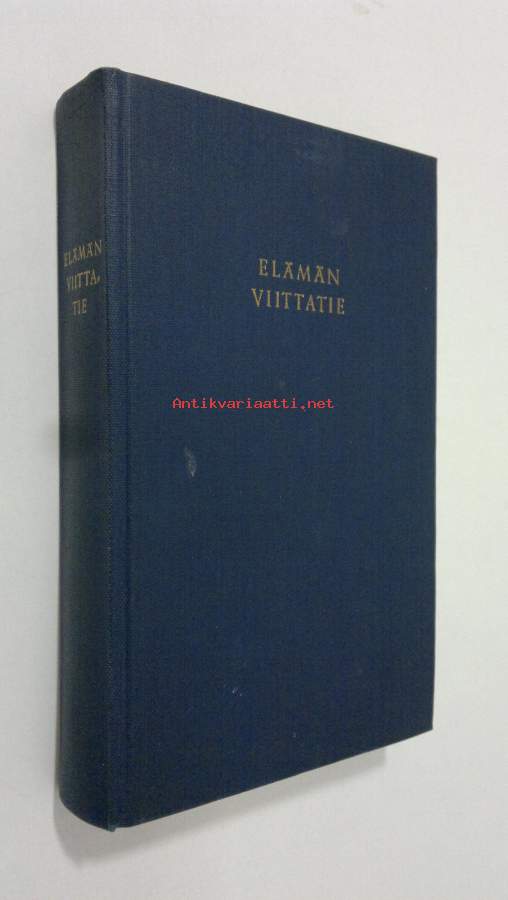 ELÄMÄN
VIITTA-
TIE
ELÄMÄN
VIITTATIE
Antikvariaatti.net